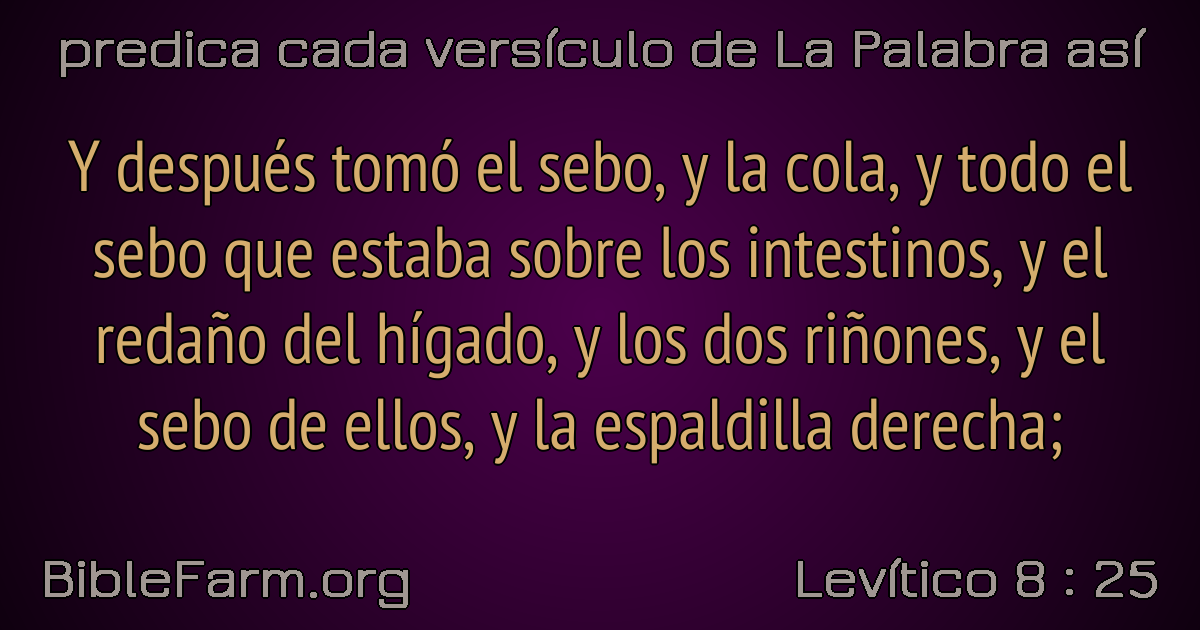 predica cada versículo de La Palabra así
Y después tomó el sebo, y la cola, y todo el
sebo que estaba sobre los intestinos, y el
redaño del hígado, y los dos riñones, y el
sebo de ellos, y la espaldilla derecha;
BibleFarm.org
Levítico 8 : 25